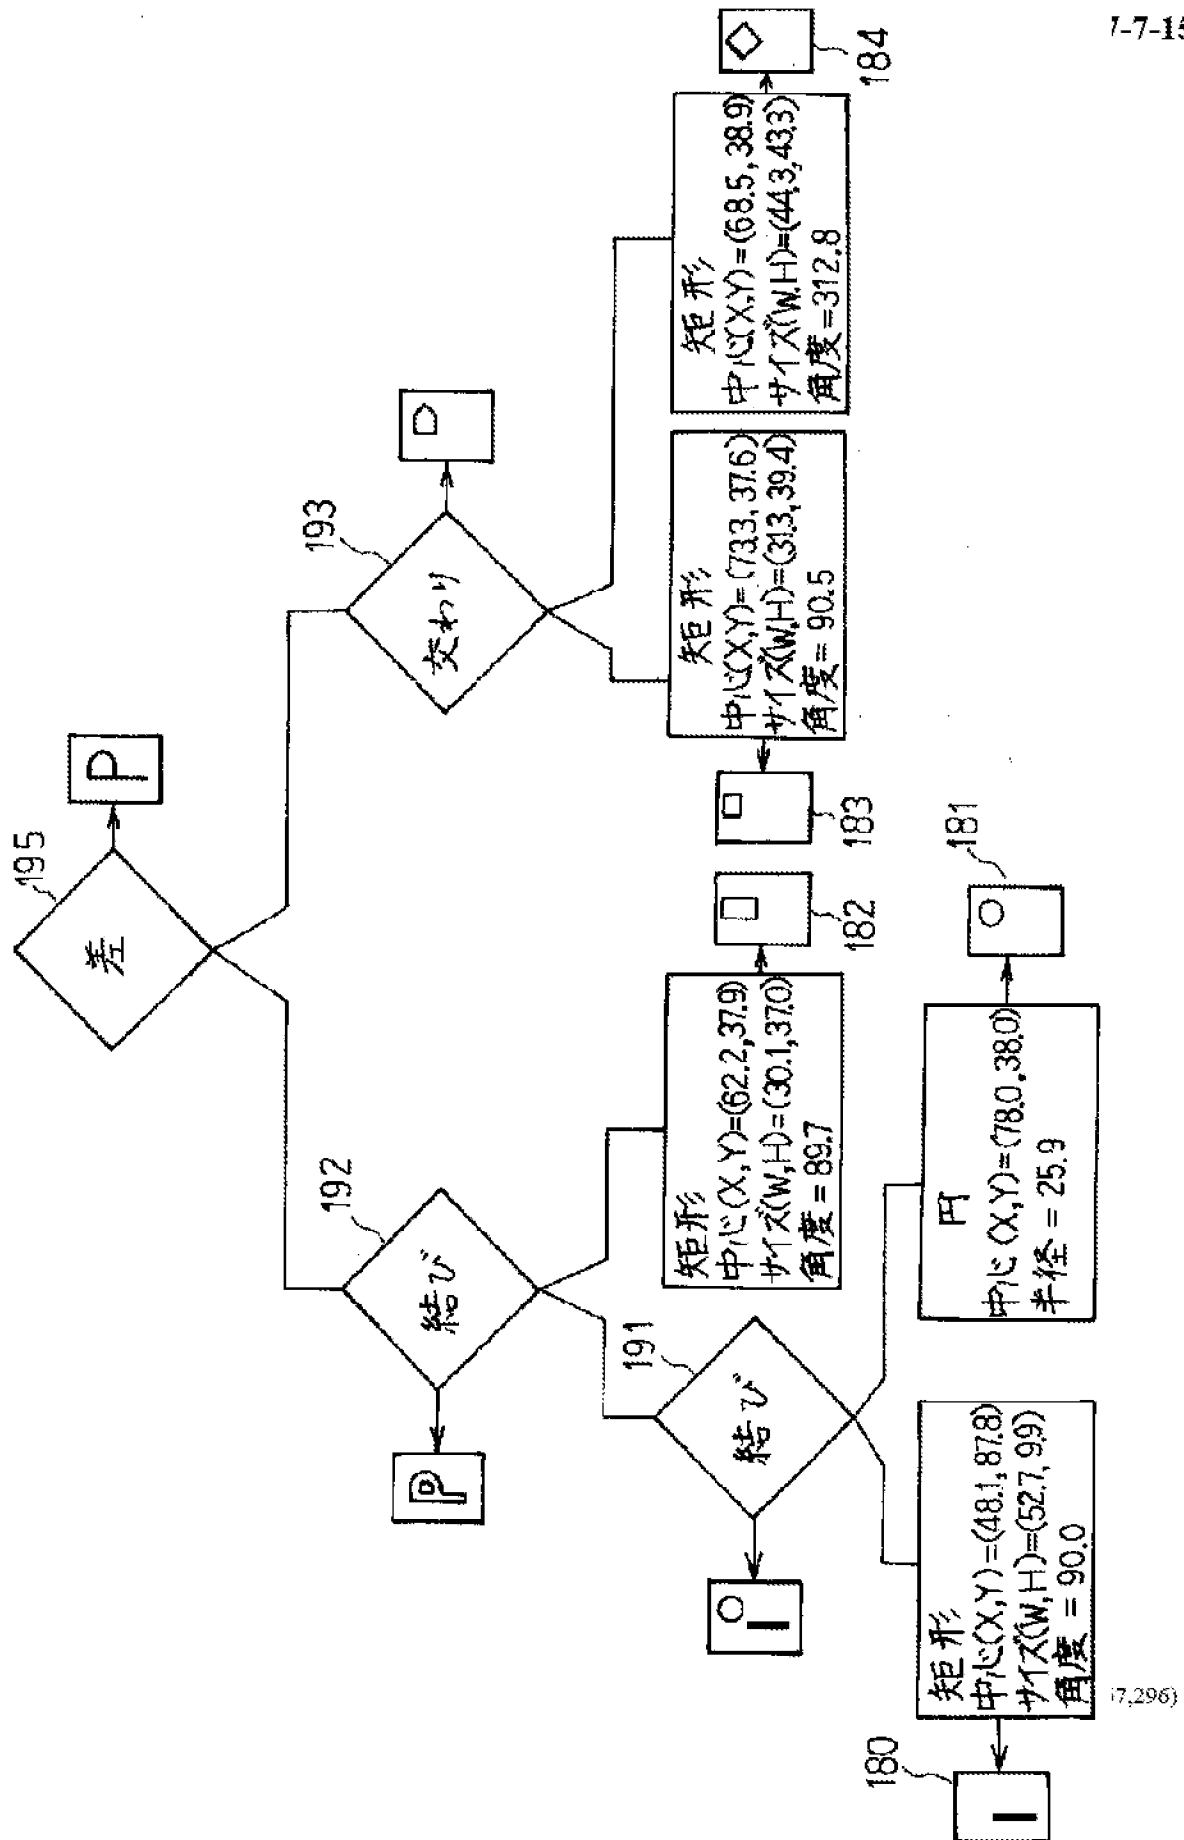 7-7-15
195
差
P
192
結び
P
193
交わり
D
191
結び
矩形
中心(X,Y)=(62.2,37.9)
サイズ(W,H)=(30.1,37.0)
角度=89.7
182
矩形
中心(X,Y)=(73.3,37.6)
サイズ(W,H)=(31.3,39.4)
角度=90.5
183
矩形
中心(X,Y)=(68.5,38.9)
サイズ(W,H)=(44.3,43.3)
角度=312.8
184
180
矩形
中心(X,Y)=(48.1,87.8)
サイズ(W,H)=(52.7,9.9)
角度=90.0
円
中心(X,Y)=(78.0,38.0)
半径=25.9
181
7,296)